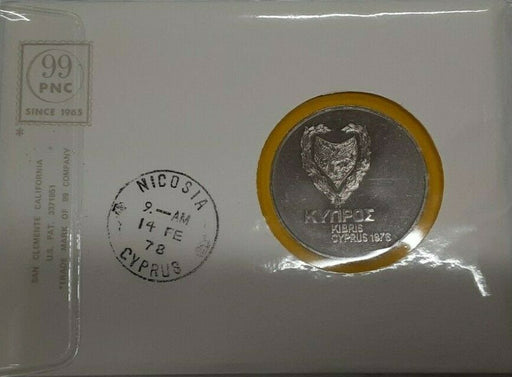 99
PNC
SINCE 1965
SAN CLEMENTE CALIFORNIA
U.S. PAT. 3371851
*TRADE MARK OF 99 COMPANY
NICOSIA
9.—AM
14 FE
78
CYPRUS
ΚΥΠΡΟΣ
KIBRIS
CYPRUS 1976